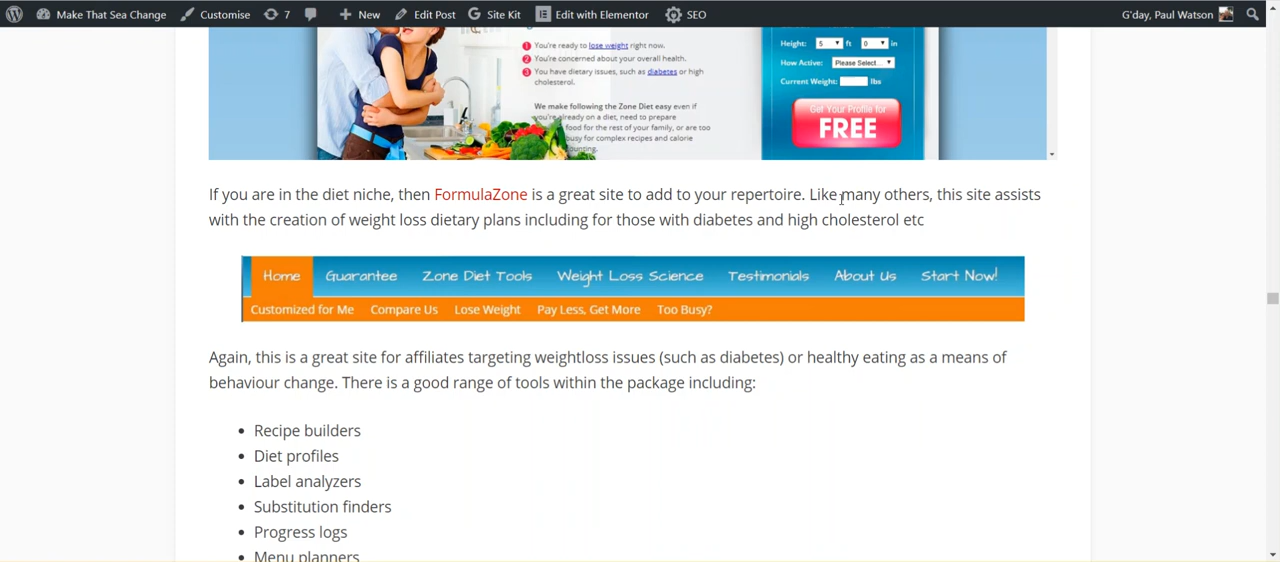 Make That Sea Change Customise 7 New Edit Post Site Kit Edit with Elementor SEO G'day, Paul Watson
1 You're ready to lose weight right now.
2 You're concerned about your overall health.
3 You have dietary issues, such as diabetes or high
cholesterol.
We make following the Zone Diet easy even if
you're already on a diet, need to prepare
food for the rest of your family, or are too
busy for complex recipes and calorie
counting.
Height: 5 ft 0 in
How Active: Please Select...
Current Weight: lbs
Get Your Profile for
FREE
If you are in the diet niche, then FormulaZone is a great site to add to your repertoire. Like many others, this site assists
with the creation of weight loss dietary plans including for those with diabetes and high cholesterol etc
Home Guarantee Zone Diet Tools Weight Loss Science Testimonials About Us Start Now!
Customized for Me Compare Us Lose Weight Pay Less, Get More Too Busy?
Again, this is a great site for affiliates targeting weightloss issues (such as diabetes) or healthy eating as a means of
behaviour change. There is a good range of tools within the package including:
• Recipe builders
• Diet profiles
• Label analyzers
• Substitution finders
• Progress logs
• Menu planners